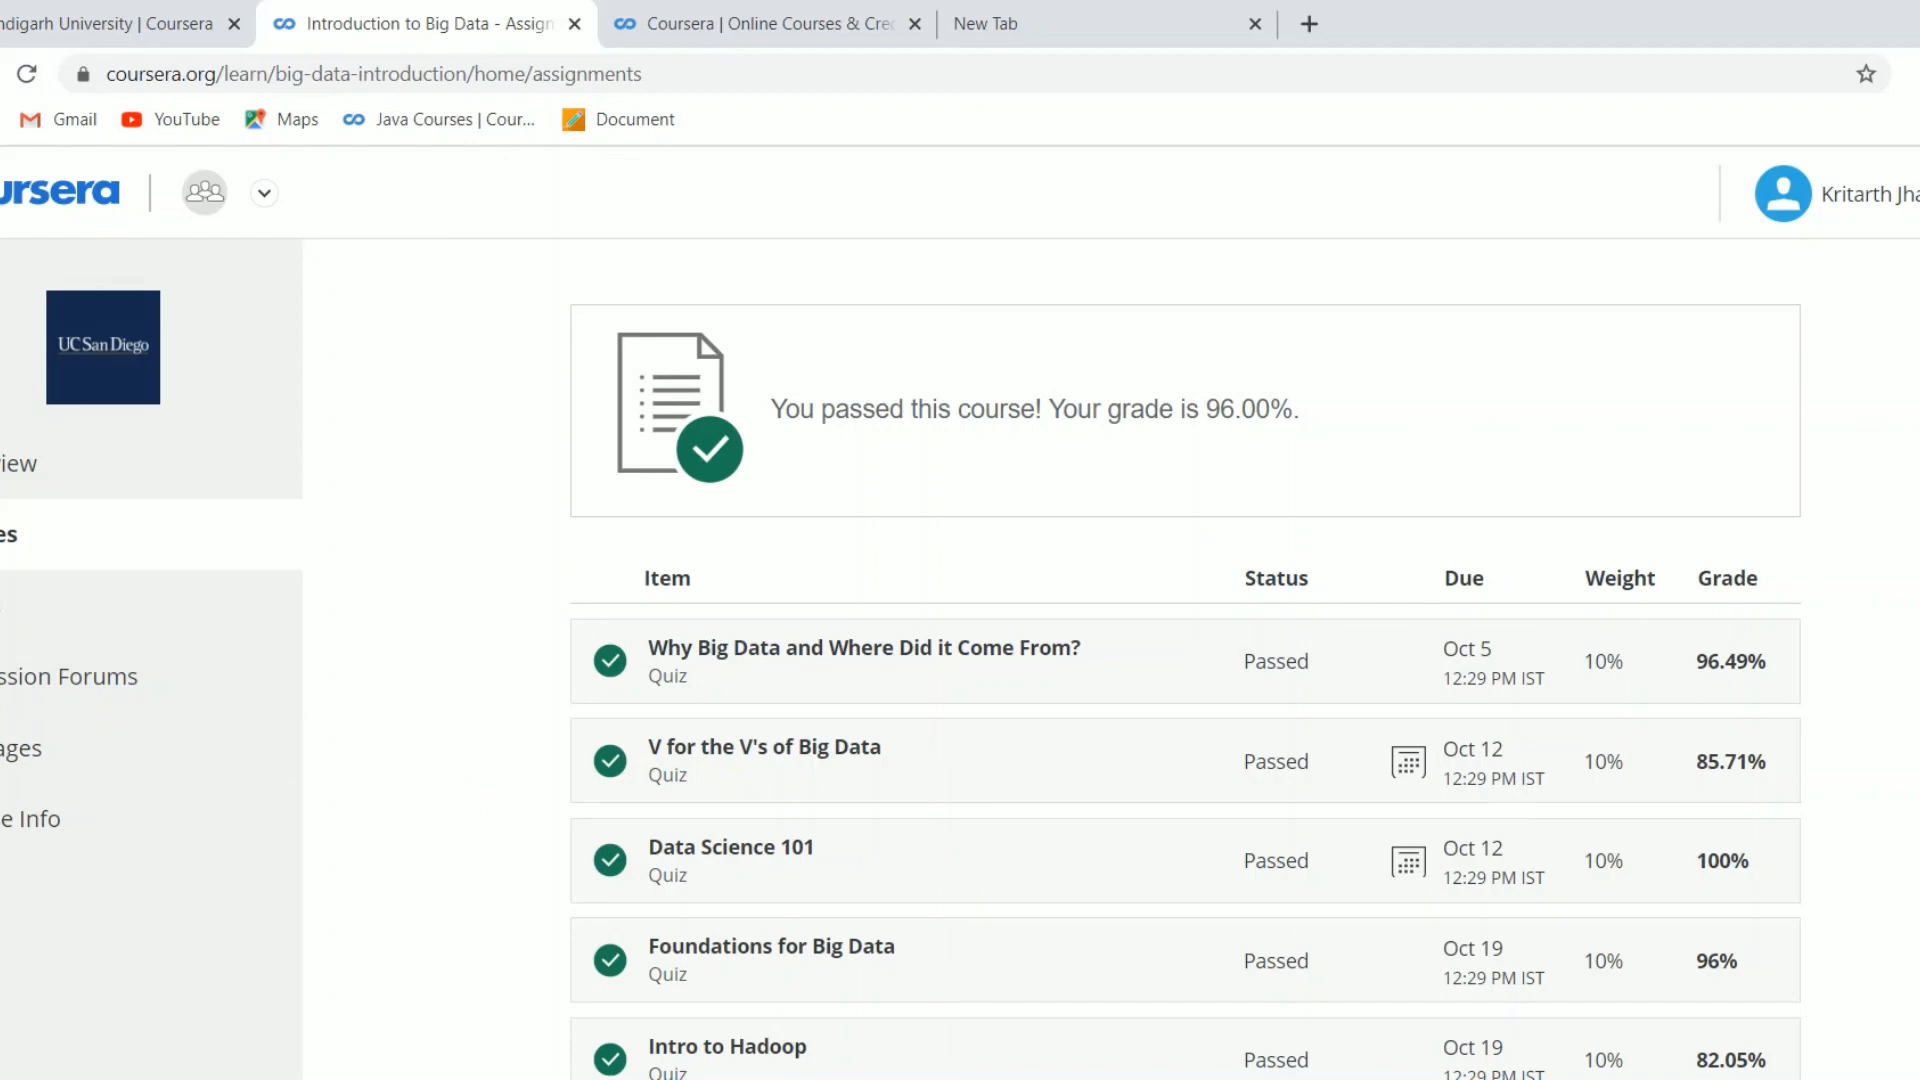 ndigarh University | Coursera
Introduction to Big Data - Assign
Coursera | Online Courses & Cre
New Tab
coursera.org/learn/big-data-introduction/home/assignments
Gmail
YouTube
Maps
Java Courses | Cour...
Document
ursera
Kritarth Jha
UC San Diego
iew
You passed this course! Your grade is 96.00%.
es
Item Status Due Weight Grade
Why Big Data and Where Did it Come From?
Quiz
Passed
Oct 5
12:29 PM IST
10%
96.49%
ssion Forums
V for the V's of Big Data
Quiz
Passed
Oct 12
12:29 PM IST
10%
85.71%
ages
e Info
Data Science 101
Quiz
Passed
Oct 12
12:29 PM IST
10%
100%
Foundations for Big Data
Quiz
Passed
Oct 19
12:29 PM IST
10%
96%
Intro to Hadoop
Quiz
Passed
Oct 19
12:29 PM IST
10%
82.05%